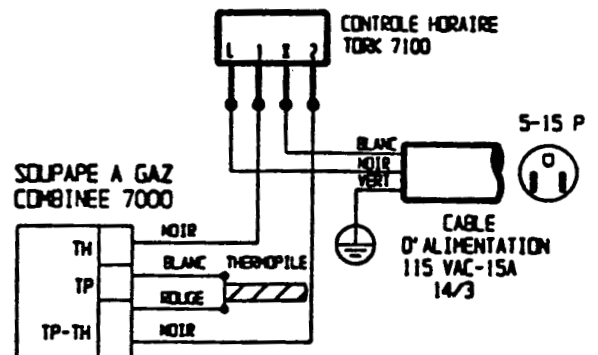 CONTROLE HORAIRE
TORK 7100
L 1 X 2
5-15 P
BLANC
NOIR
VERT
SOUPAPE A GAZ
COMBINEE 7000
CABLE
D'ALIMENTATION
115 VAC-15A
14/3
TH
NOIR
BLANC
THERMOPILE
TP
ROUGE
TP-TH
NOIR